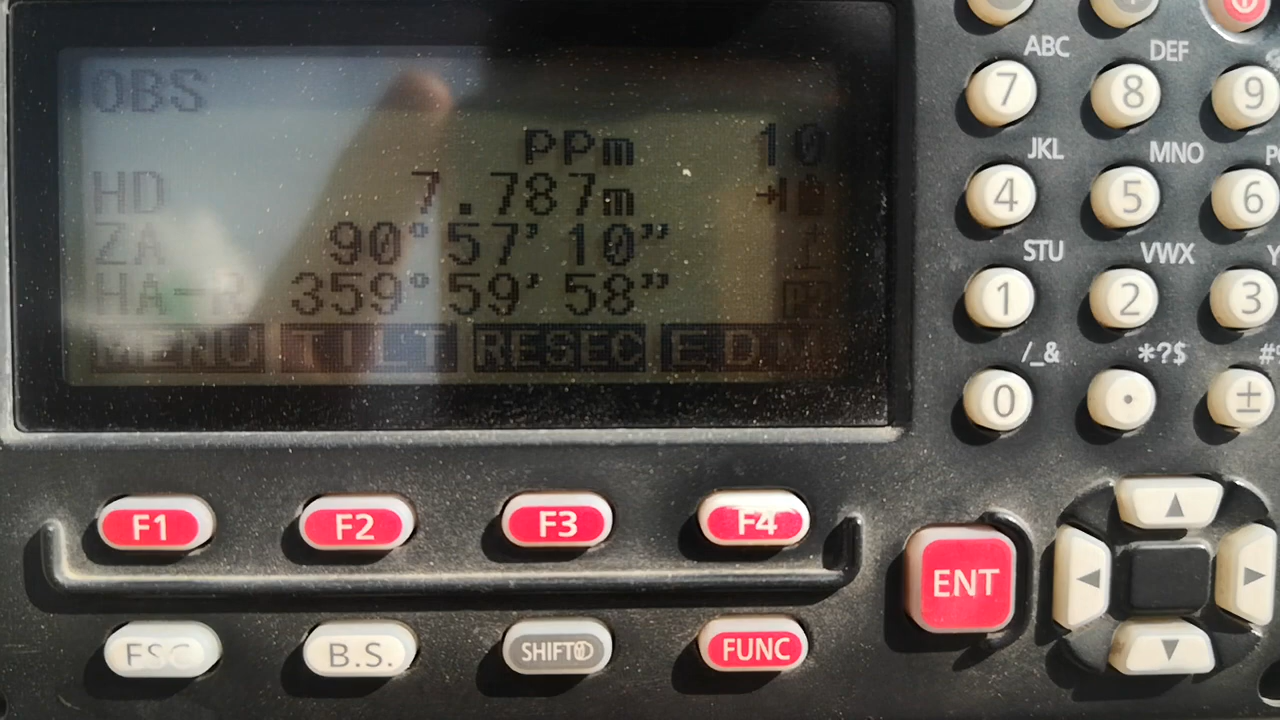 OBS
PPm 10
HD 7.787m
ZA 90°57'10"
HA-R 359°59'58"
MENU TILT RESEC EDM
ABC DEF
7 8 9
JKL MNO
4 5 6
STU VWX
1 2 3
/_& *?$
0 . ±
F1 F2 F3 F4
ENT
ESC B.S. SHIFT FUNC